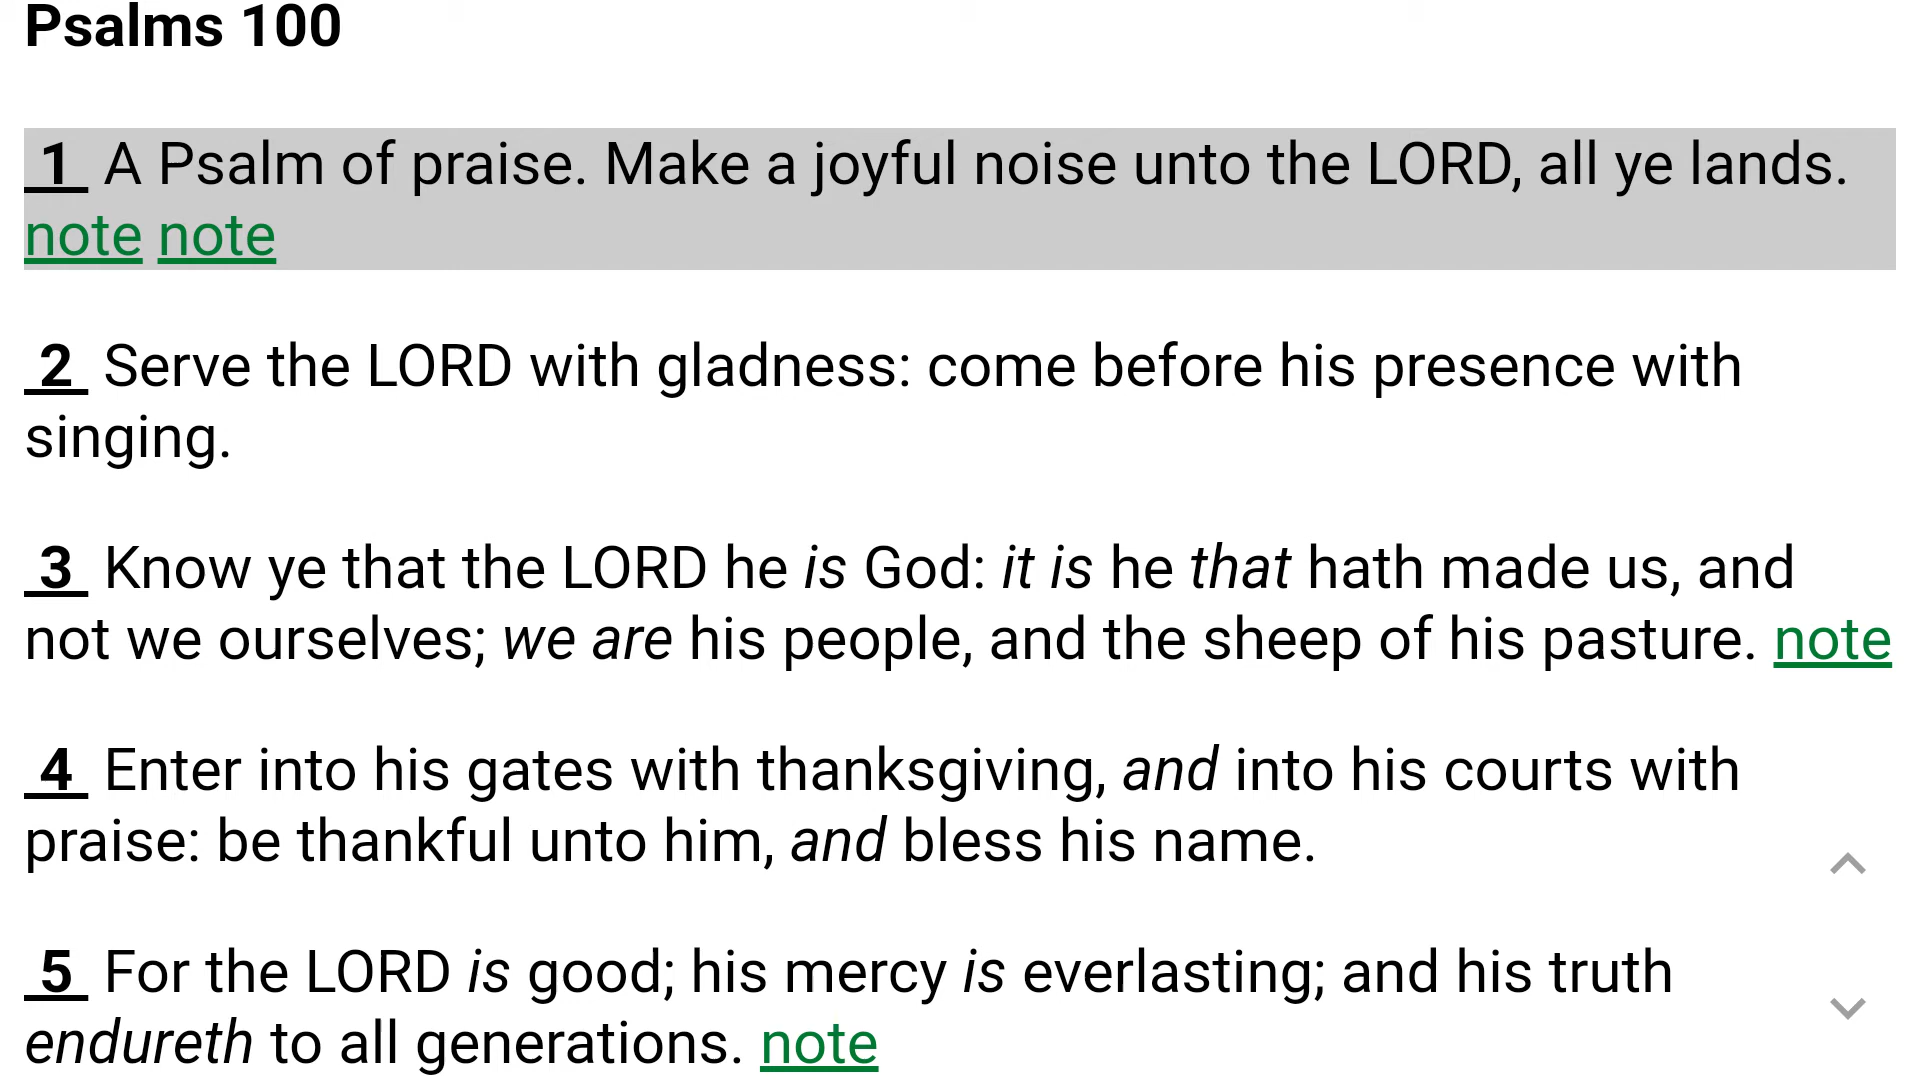 Psalms 100
1 A Psalm of praise. Make a joyful noise unto the LORD, all ye lands.
note note
2 Serve the LORD with gladness: come before his presence with
singing.
3 Know ye that the LORD he is God: it is he that hath made us, and
not we ourselves; we are his people, and the sheep of his pasture. note
4 Enter into his gates with thanksgiving, and into his courts with
praise: be thankful unto him, and bless his name.
5 For the LORD is good; his mercy is everlasting; and his truth
endureth to all generations. note